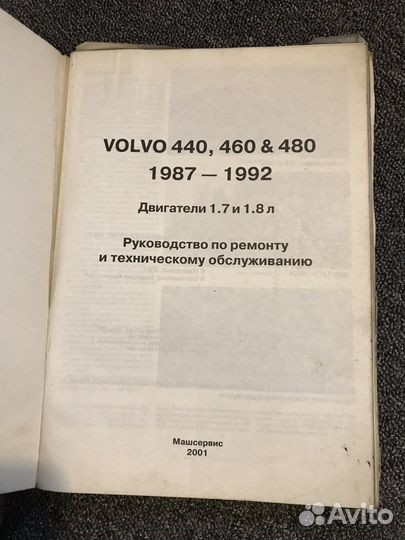 VOLVO 440, 460 & 480
1987 — 1992
Двигатели 1.7 и 1.8 л
Руководство по ремонту
и техническому обслуживанию
Машсервис
2001
Avito